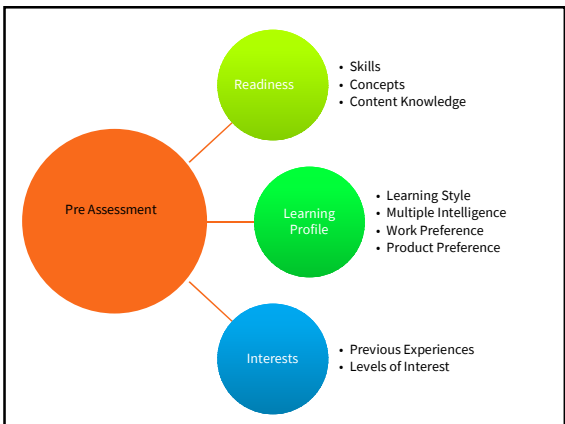 Readiness
• Skills
• Concepts
• Content Knowledge
Pre Assessment
Learning
Profile
• Learning Style
• Multiple Intelligence
• Work Preference
• Product Preference
Interests
• Previous Experiences
• Levels of Interest